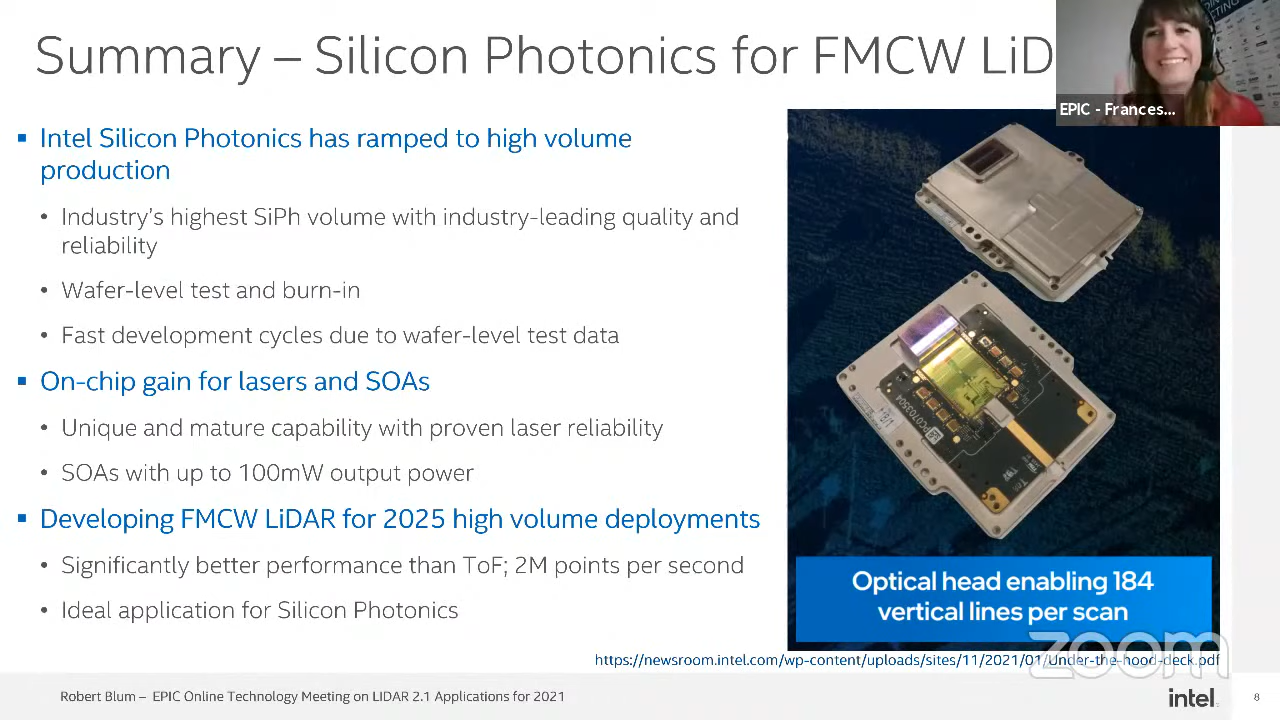 Summary – Silicon Photonics for FMCW LiD
EPIC - Frances...
▪ Intel Silicon Photonics has ramped to high volume
production
• Industry's highest SiPh volume with industry-leading quality and
reliability
• Wafer-level test and burn-in
• Fast development cycles due to wafer-level test data
▪ On-chip gain for lasers and SOAs
• Unique and mature capability with proven laser reliability
• SOAs with up to 100mW output power
▪ Developing FMCW LiDAR for 2025 high volume deployments
• Significantly better performance than ToF; 2M points per second
• Ideal application for Silicon Photonics
Optical head enabling 184
vertical lines per scan
zoom
https://newsroom.intel.com/wp-content/uploads/sites/11/2021/01/Under-the-hood-deck.pdf
Robert Blum – EPIC Online Technology Meeting on LIDAR 2.1 Applications for 2021
intel.
8